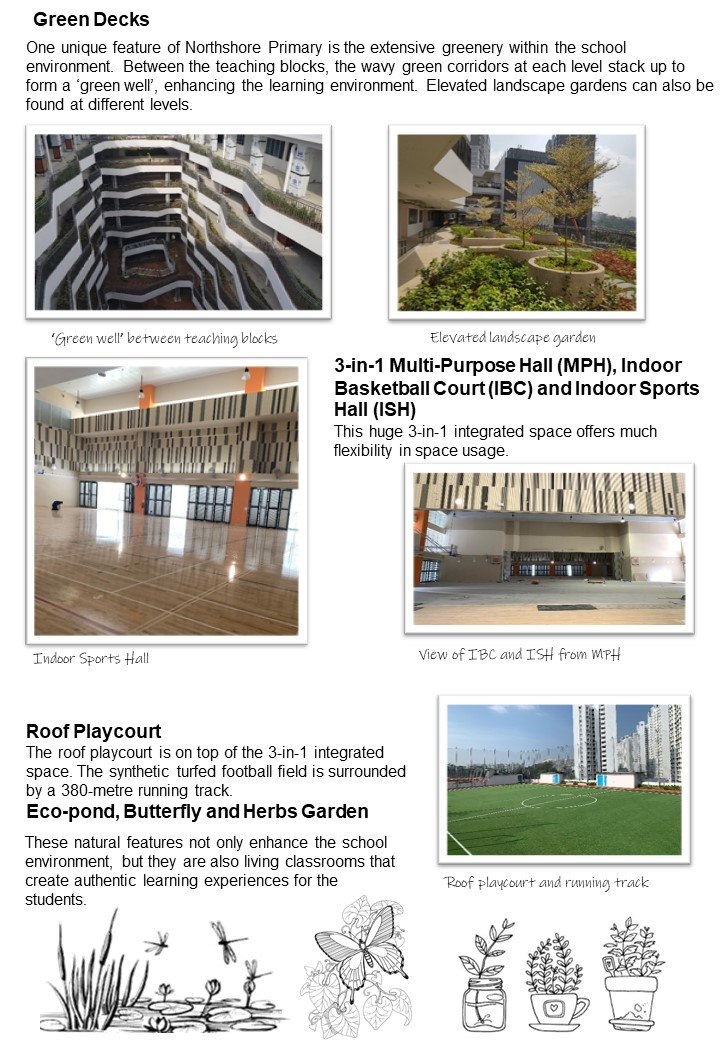 Green Decks
One unique feature of Northshore Primary is the extensive greenery within the school
environment. Between the teaching blocks, the wavy green corridors at each level stack up to
form a ‘green well’, enhancing the learning environment. Elevated landscape gardens can also be
found at different levels.
‘Green well’ between teaching blocks
Elevated landscape garden
3-in-1 Multi-Purpose Hall (MPH), Indoor
Basketball Court (IBC) and Indoor Sports
Hall (ISH)
This huge 3-in-1 integrated space offers much
flexibility in space usage.
Indoor Sports Hall
View of IBC and ISH from MPH
Roof Playcourt
The roof playcourt is on top of the 3-in-1 integrated
space. The synthetic turfed football field is surrounded
by a 380-metre running track.
Eco-pond, Butterfly and Herbs Garden
These natural features not only enhance the school
environment, but they are also living classrooms that
create authentic learning experiences for the
students.
Roof playcourt and running track